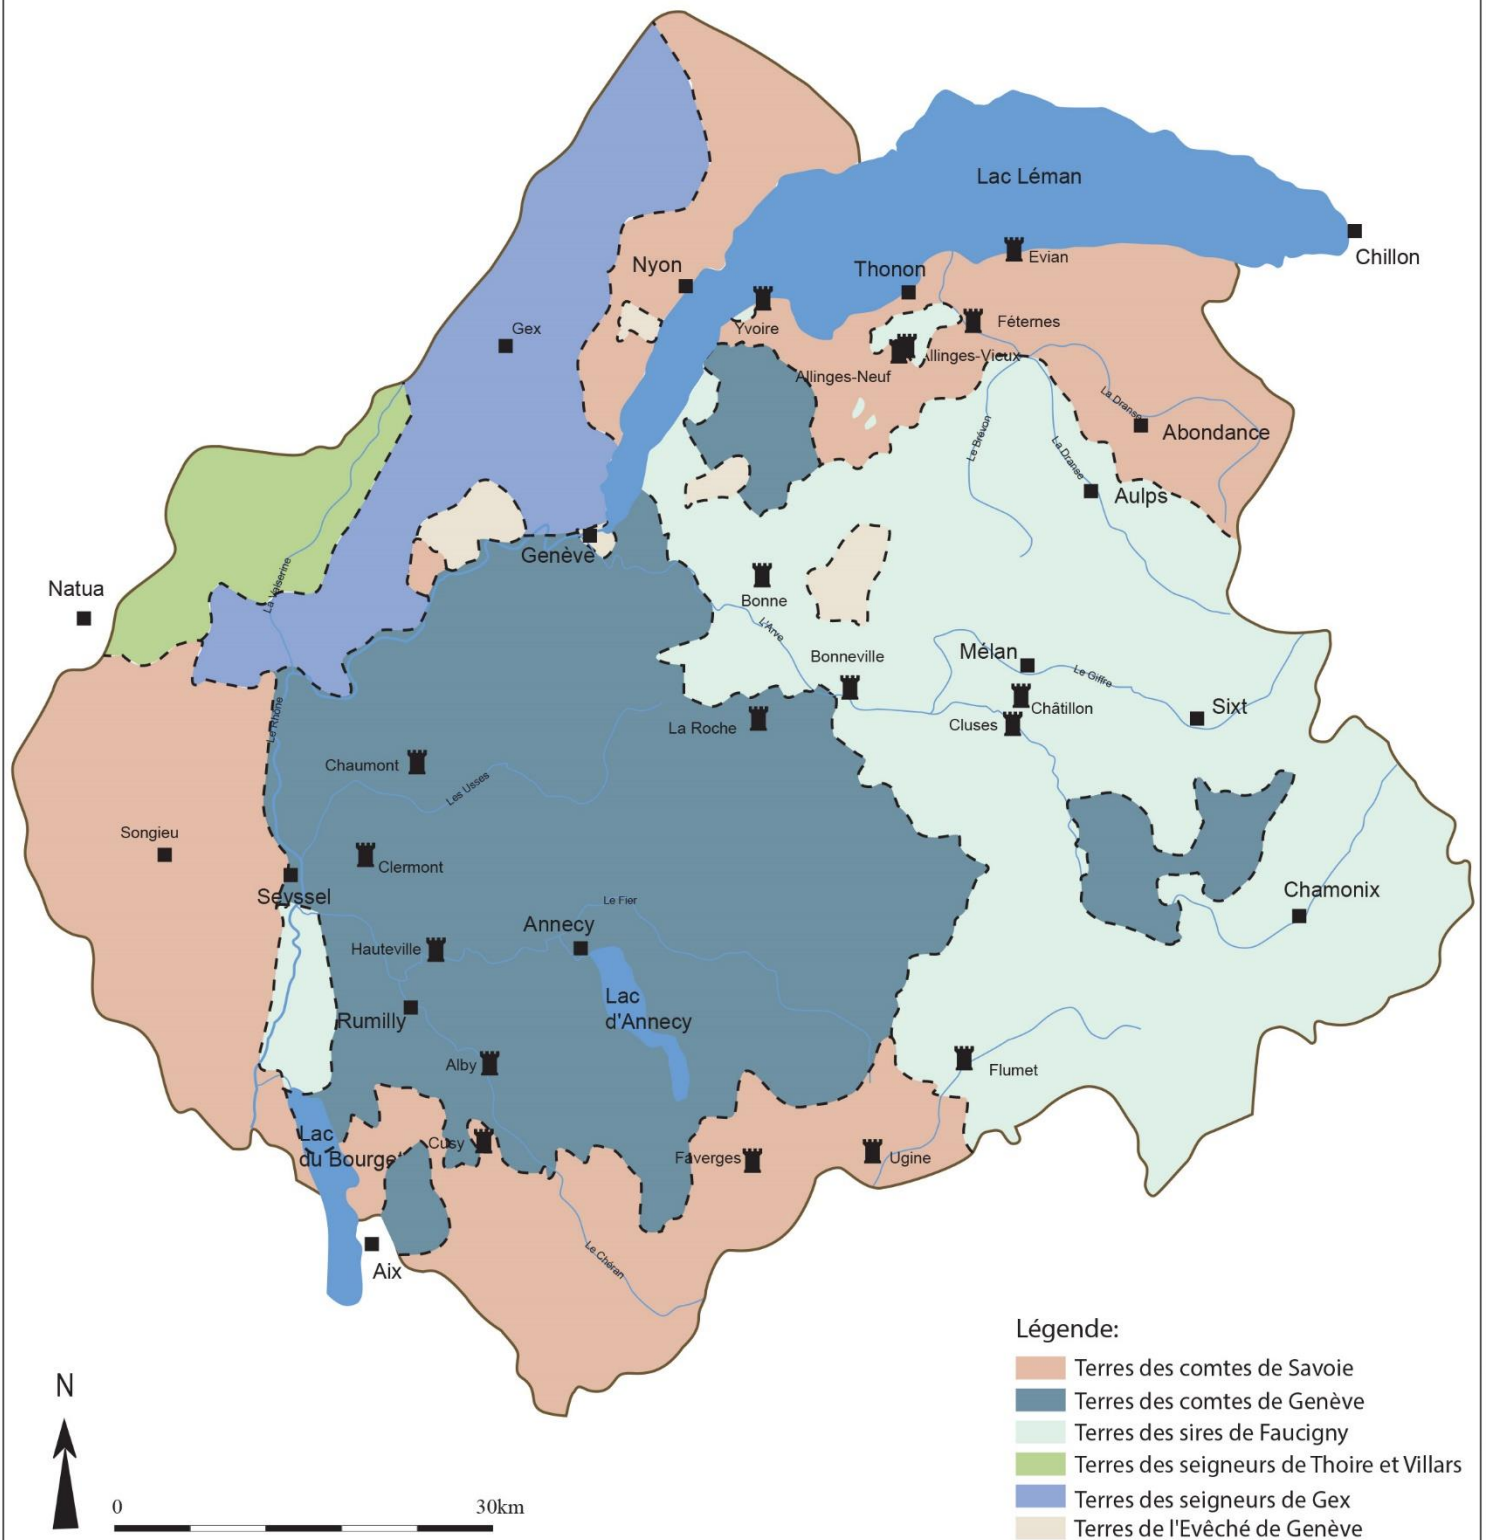 Lac Léman
Chillon
Evian
Thonon
Nyon
Yvoire
Féternes
Gex
Allinges-Vieux
Allinges-Neuf
La Dranse
Abondance
Le Brévon
La Dranse
Aulps
Genève
La Valserine
Natua
Bonne
L'Arve
Bonneville
Mélan
Le Giffre
Châtillon
Sixt
Cluses
La Roche
Le Rhône
Chaumont
Les Usses
Songieu
Clermont
Seyssel
Chamonix
Le Fier
Annecy
Hauteville
Lac
d'Annecy
Rumilly
Alby
Flumet
Lac
du Bourget
Cusy
Faverges
Ugine
Aix
Le Chéran
Légende:
Terres des comtes de Savoie
Terres des comtes de Genève
Terres des sires de Faucigny
Terres des seigneurs de Thoire et Villars
Terres des seigneurs de Gex
Terres de l'Evêché de Genève
N
0 30km